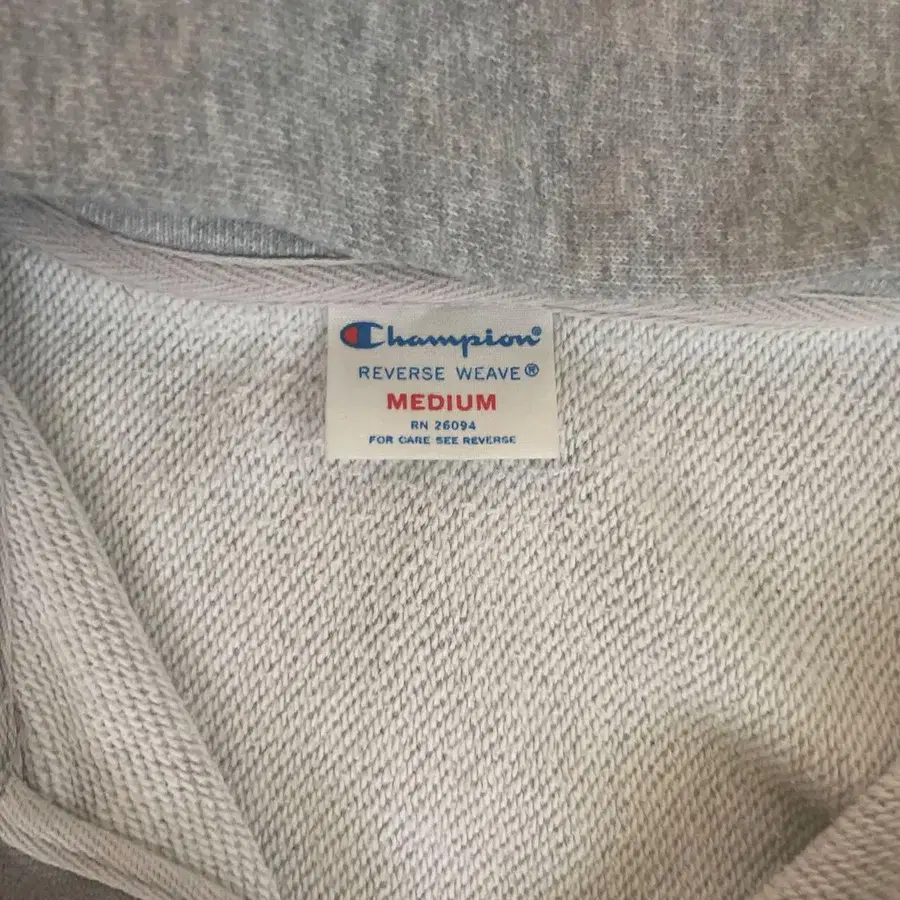 Champion®
REVERSE WEAVE®
MEDIUM
RN 26094
FOR CARE SEE REVERSE